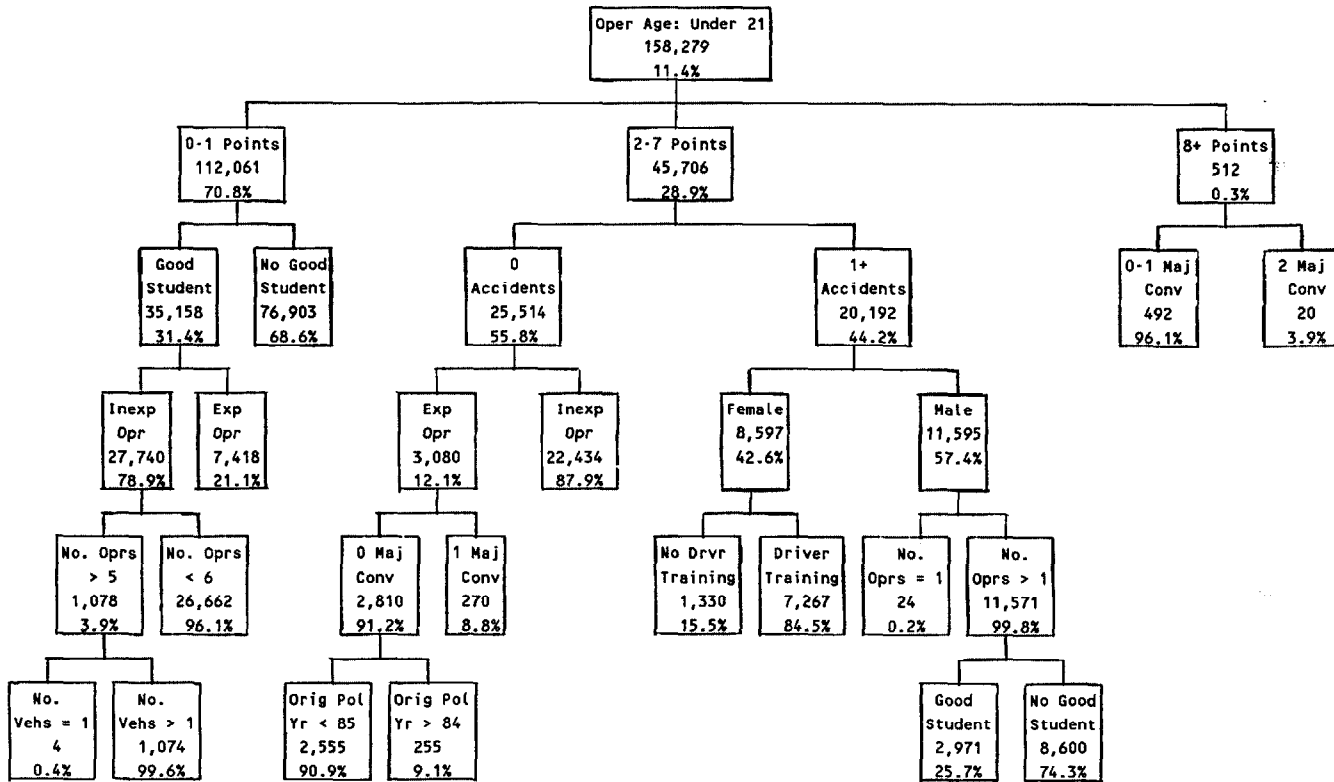 Oper Age: Under 21
158,279
11.4%
0-1 Points
112,061
70.8%
2-7 Points
45,706
28.9%
8+ Points
512
0.3%
Good
Student
35,158
31.4%
No Good
Student
76,903
68.6%
0
Accidents
25,514
55.8%
1+
Accidents
20,192
44.2%
0-1 Maj
Conv
492
96.1%
2 Maj
Conv
20
3.9%
Inexp
Opr
27,740
78.9%
Exp
Opr
7,418
21.1%
Exp
Opr
3,080
12.1%
Inexp
Opr
22,434
87.9%
Female
8,597
42.6%
Male
11,595
57.4%
No. Oprs
> 5
1,078
3.9%
No. Oprs
< 6
26,662
96.1%
0 Maj
Conv
2,810
91.2%
1 Maj
Conv
270
8.8%
No Drvr
Training
1,330
15.5%
Driver
Training
7,267
84.5%
No.
Oprs = 1
24
0.2%
No.
Oprs > 1
11,571
99.8%
No.
Vehs = 1
4
0.4%
No.
Vehs > 1
1,074
99.6%
Orig Pol
Yr < 85
2,555
90.9%
Orig Pol
Yr > 84
255
9.1%
Good
Student
2,971
25.7%
No Good
Student
8,600
74.3%